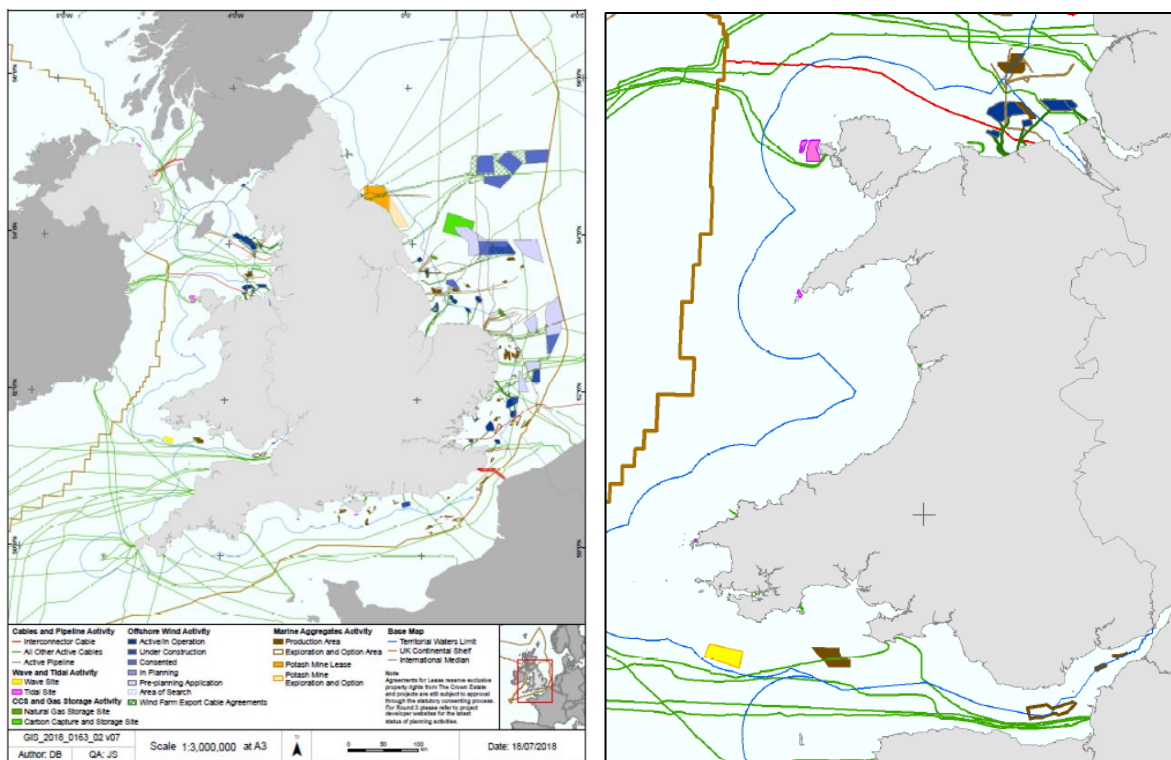 Cables and Pipeline Activity
Interconnector Cable
All Other Active Cables
Active Pipeline
Wave and Tidal Activity
Wave Site
Tidal Site
CCS and Gas Storage Activity
Natural Gas Storage Site
Carbon Capture and Storage Site
Offshore Wind Activity
Active/In Operation
Under Construction
Consented
In Planning
Pre-planning Application
Area of Search
Wind Farm Export Cable Agreements
Marine Aggregates Activity
Production Area
Exploration and Option Area
Potash Mine Lease
Potash Mine
Exploration and Option
Base Map
Territorial Waters Limit
UK Continental Shelf
International Median
Note
Agreements for Lease reserve exclusive
property rights from The Crown Estate
and projects are still subject to approval
through the statutory consenting process.
For Round 3 please refer to project
developer websites for the latest
status of planning activities.
GIS_2018_0163_02 v07
Author: DB QA: JS
Scale 1:3,000,000 at A3
0 50 100
km
Date: 18/07/2018